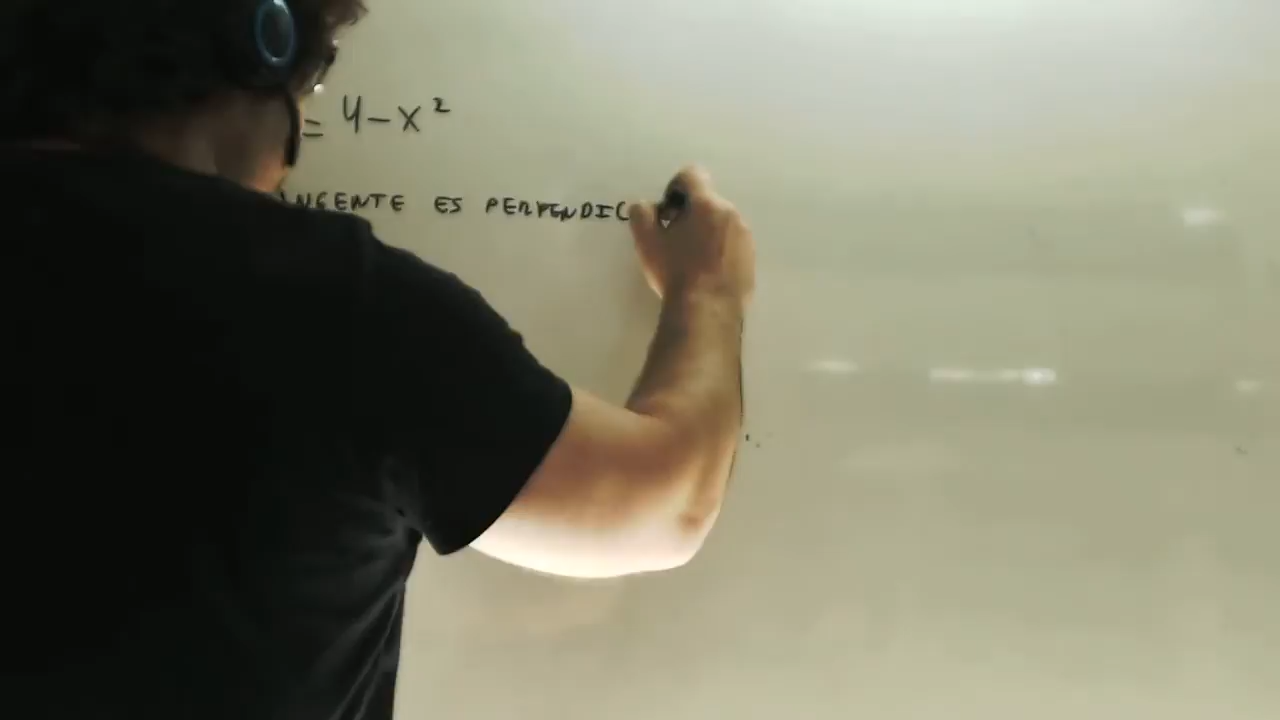 = 4 - x²
NGENTE ES PERPENDIC